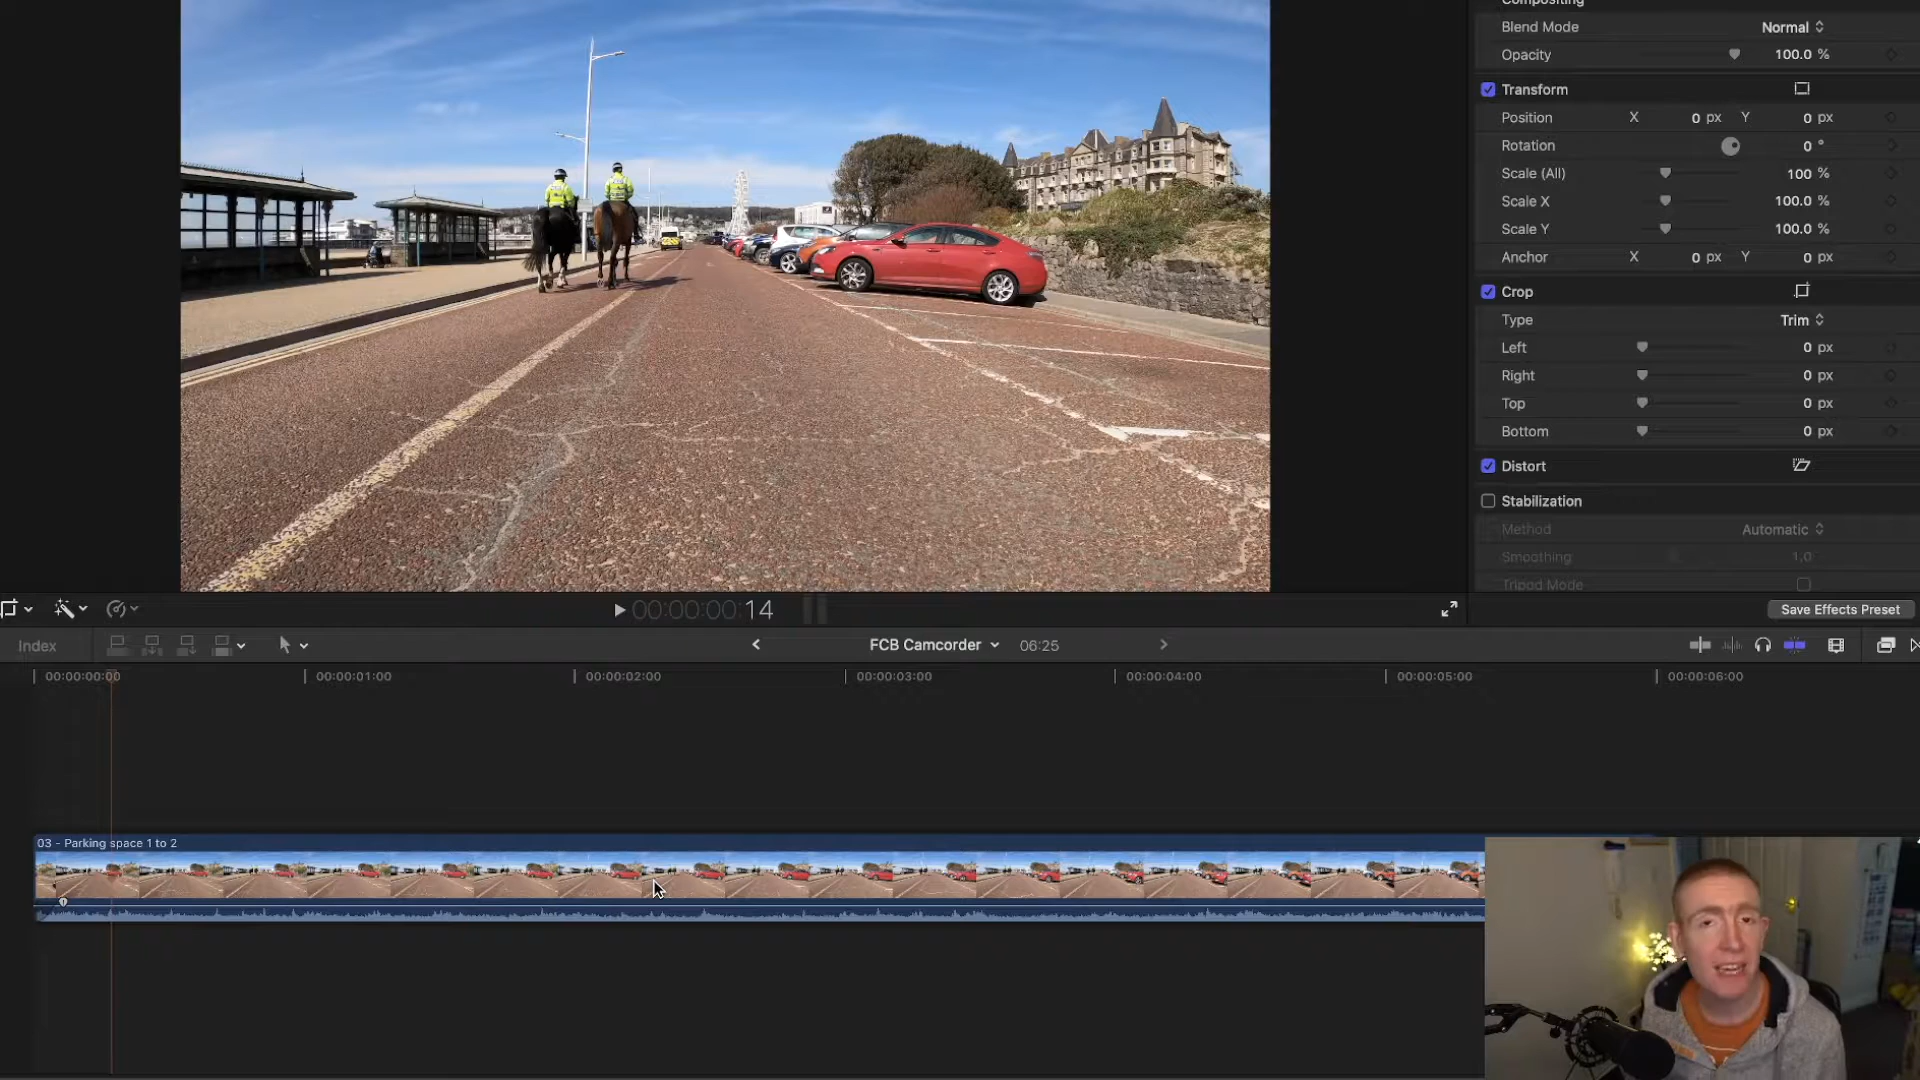 Compositing
Blend Mode Normal
Opacity 100.0 %
Transform
Position X 0 px Y 0 px
Rotation 0 °
Scale (All) 100 %
Scale X 100.0 %
Scale Y 100.0 %
Anchor X 0 px Y 0 px
Crop
Type Trim
Left 0 px
Right 0 px
Top 0 px
Bottom 0 px
Distort
Stabilization
Method Automatic
Smoothing 1.0
Tripod Mode
00:00:00:14
Save Effects Preset
Index
FCB Camcorder 06:25
00:00:00:00 00:00:01:00 00:00:02:00 00:00:03:00 00:00:04:00 00:00:05:00 00:00:06:00
03 - Parking space 1 to 2